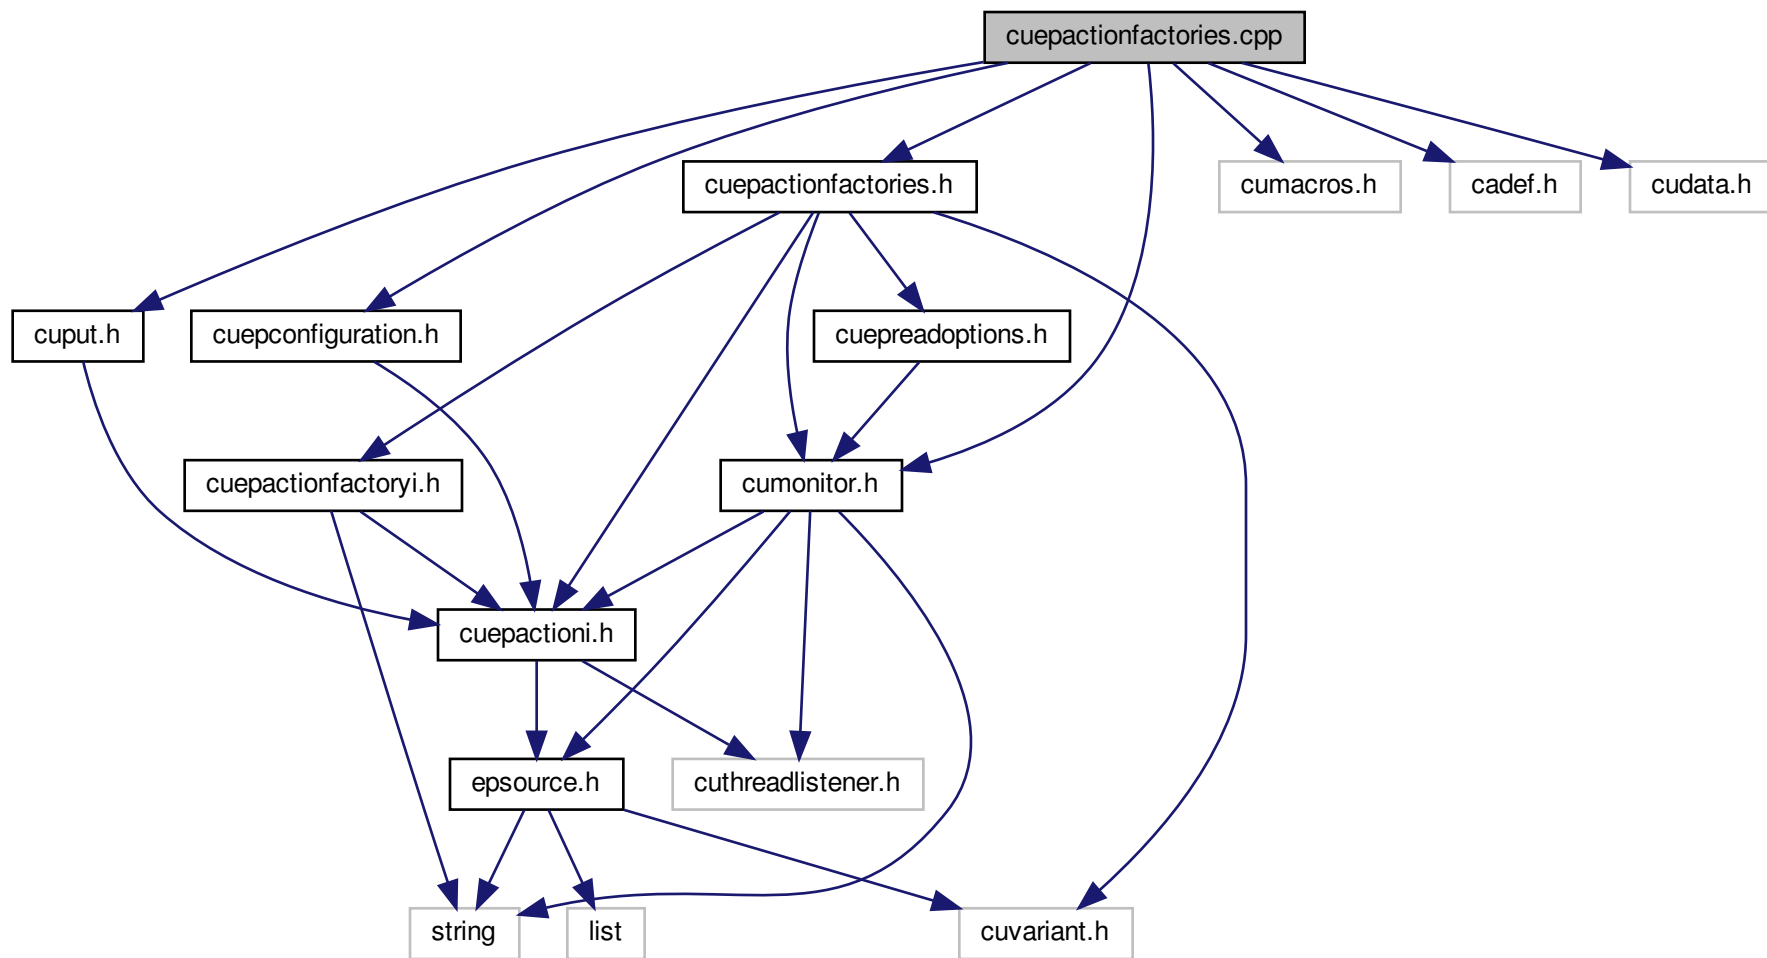 cuepactionfactories.cpp
cuepactionfactories.h
cumacros.h
cadef.h
cudata.h
cuput.h
cuepconfiguration.h
cuepreadoptions.h
cuepactionfactoryi.h
cumonitor.h
cuepactioni.h
epsource.h
cuthreadlistener.h
string
list
cuvariant.h